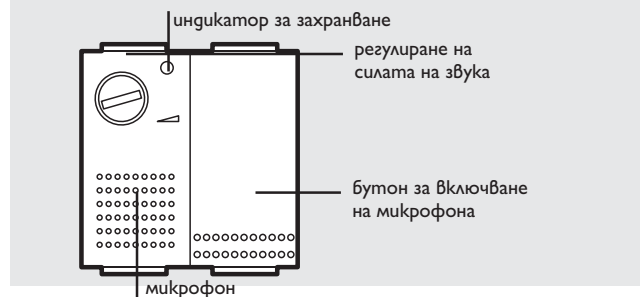 индикатор за захранване
регулиране на
силата на звука
бутон за включване
на микрофона
микрофон